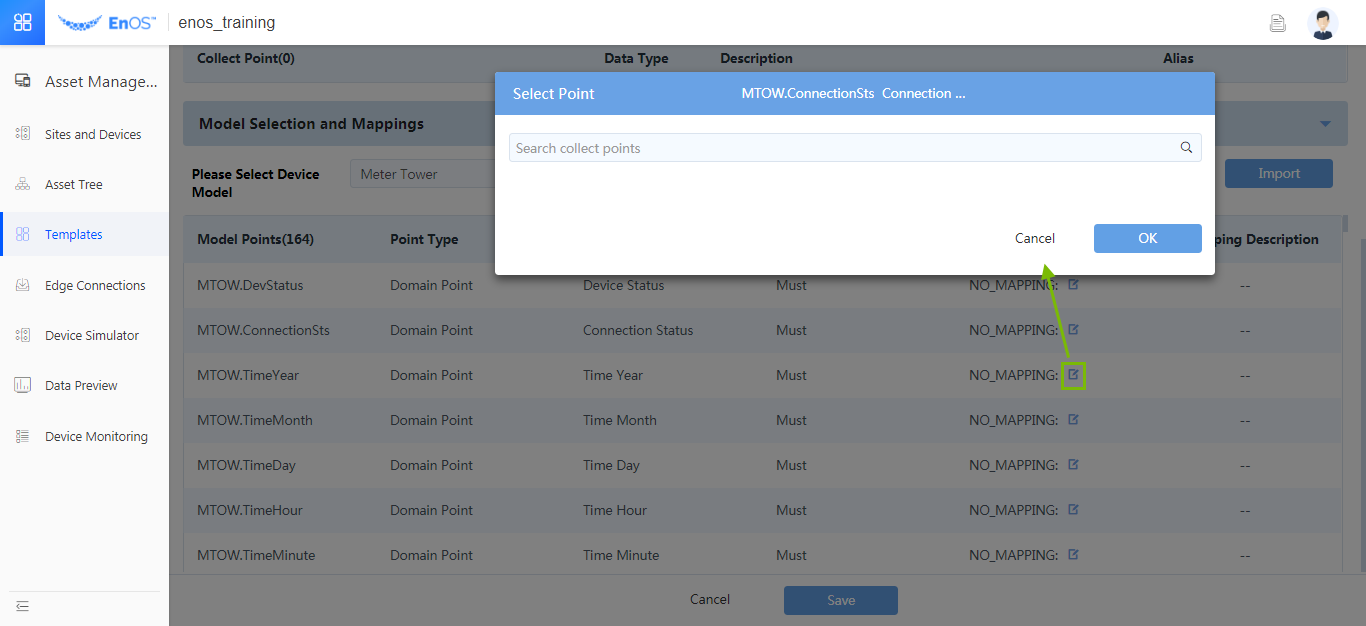 EnOS™ enos_training
Asset Manage...
Sites and Devices
Asset Tree
Templates
Edge Connections
Device Simulator
Data Preview
Device Monitoring
Collect Point(0) Data Type Description Alias
Model Selection and Mappings
Please Select Device
Model
Meter Tower
Import
Select Point MTOW.ConnectionSts Connection ...
Search collect points
Cancel OK
Model Points(164) Point Type ping Description
MTOW.DevStatus Domain Point Device Status Must NO_MAPPING: --
MTOW.ConnectionSts Domain Point Connection Status Must NO_MAPPING: --
MTOW.TimeYear Domain Point Time Year Must NO_MAPPING: --
MTOW.TimeMonth Domain Point Time Month Must NO_MAPPING: --
MTOW.TimeDay Domain Point Time Day Must NO_MAPPING: --
MTOW.TimeHour Domain Point Time Hour Must NO_MAPPING: --
MTOW.TimeMinute Domain Point Time Minute Must NO_MAPPING: --
Cancel Save